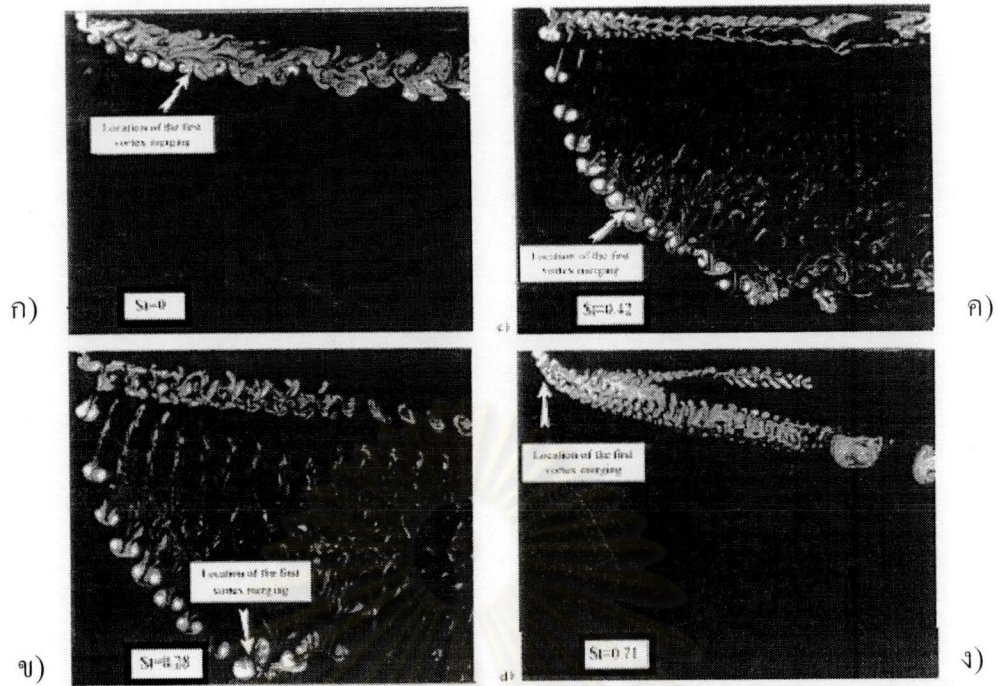 ก)
Location of the first
vortex merging
St=0
ค)
c)
Location of the first
vortex merging
St=0.42
ข)
Location of the first
vortex merging
St=0.28
ง)
d)
Location of the first
vortex merging
St=0.71